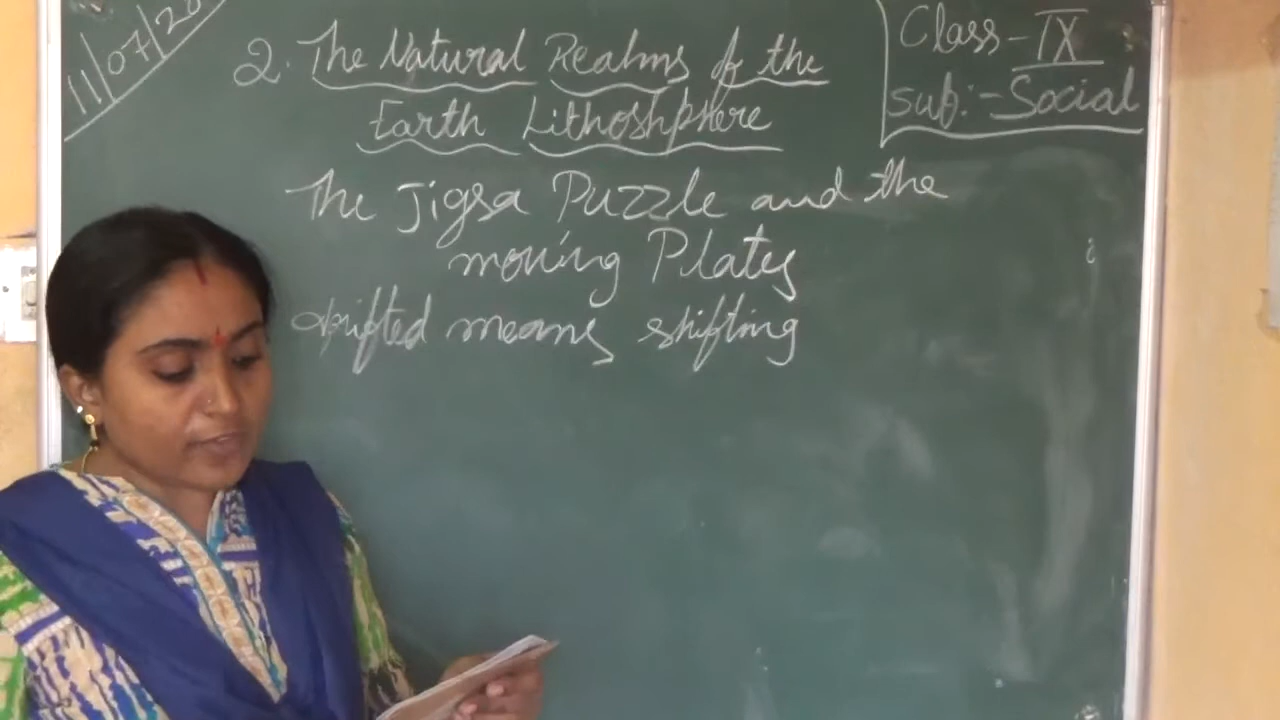 11/07/20
Class - IX
Sub:- Social
2. The Natural Realms of the
Earth Lithoshphere
The Jigsa Puzzle and the
moving Plates
drifted means shifting